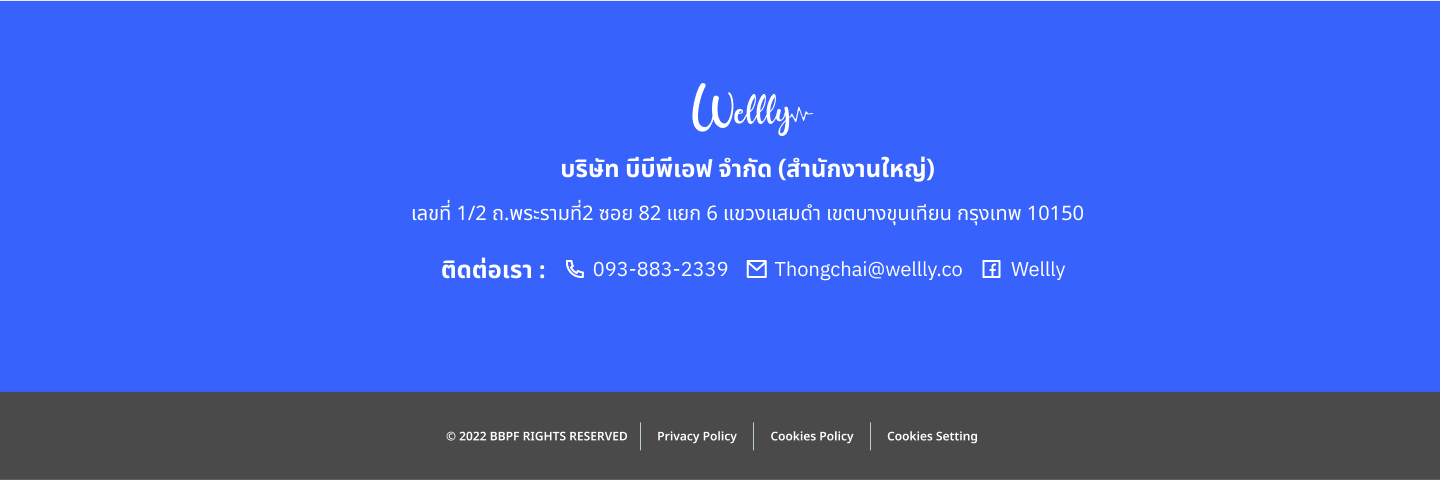 Wellly
บริษัท บีบีพีเอฟ จำกัด (สำนักงานใหญ่)
เลขที่ 1/2 ถ.พระรามที่2 ซอย 82 แยก 6 แขวงแสมดำ เขตบางขุนเทียน กรุงเทพ 10150
ติดต่อเรา : 093-883-2339 Thongchai@wellly.co Wellly
© 2022 BBPF RIGHTS RESERVED Privacy Policy Cookies Policy Cookies Setting